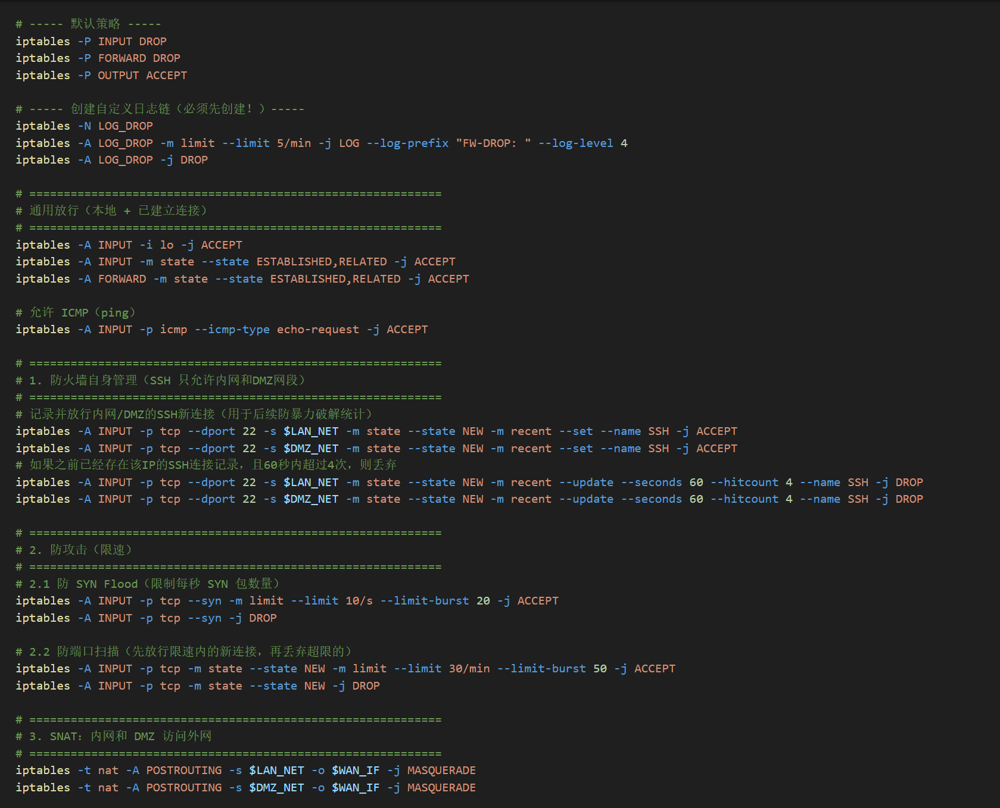 # ----- 默认策略 -----
iptables -P INPUT DROP
iptables -P FORWARD DROP
iptables -P OUTPUT ACCEPT
# ----- 创建自定义日志链（必须先创建！）-----
iptables -N LOG_DROP
iptables -A LOG_DROP -m limit --limit 5/min -j LOG --log-prefix "FW-DROP: " --log-level 4
iptables -A LOG_DROP -j DROP
# ============================================================
# 通用放行（本地 + 已建立连接）
# ============================================================
iptables -A INPUT -i lo -j ACCEPT
iptables -A INPUT -m state --state ESTABLISHED,RELATED -j ACCEPT
iptables -A FORWARD -m state --state ESTABLISHED,RELATED -j ACCEPT
# 允许 ICMP（ping）
iptables -A INPUT -p icmp --icmp-type echo-request -j ACCEPT
# ============================================================
# 1. 防火墙自身管理（SSH 只允许内网和DMZ网段）
# ============================================================
# 记录并放行内网/DMZ的SSH新连接（用于后续防暴力破解统计）
iptables -A INPUT -p tcp --dport 22 -s $LAN_NET -m state --state NEW -m recent --set --name SSH -j ACCEPT
iptables -A INPUT -p tcp --dport 22 -s $DMZ_NET -m state --state NEW -m recent --set --name SSH -j ACCEPT
# 如果之前已经存在该IP的SSH连接记录，且60秒内超过4次，则丢弃
iptables -A INPUT -p tcp --dport 22 -s $LAN_NET -m state --state NEW -m recent --update --seconds 60 --hitcount 4 --name SSH -j DROP
iptables -A INPUT -p tcp --dport 22 -s $DMZ_NET -m state --state NEW -m recent --update --seconds 60 --hitcount 4 --name SSH -j DROP
# ============================================================
# 2. 防攻击（限速）
# ============================================================
# 2.1 防 SYN Flood（限制每秒 SYN 包数量）
iptables -A INPUT -p tcp --syn -m limit --limit 10/s --limit-burst 20 -j ACCEPT
iptables -A INPUT -p tcp --syn -j DROP
# 2.2 防端口扫描（先放行限速内的新连接，再丢弃超限的）
iptables -A INPUT -p tcp -m state --state NEW -m limit --limit 30/min --limit-burst 50 -j ACCEPT
iptables -A INPUT -p tcp -m state --state NEW -j DROP
# ============================================================
# 3. SNAT：内网和 DMZ 访问外网
# ============================================================
iptables -t nat -A POSTROUTING -s $LAN_NET -o $WAN_IF -j MASQUERADE
iptables -t nat -A POSTROUTING -s $DMZ_NET -o $WAN_IF -j MASQUERADE